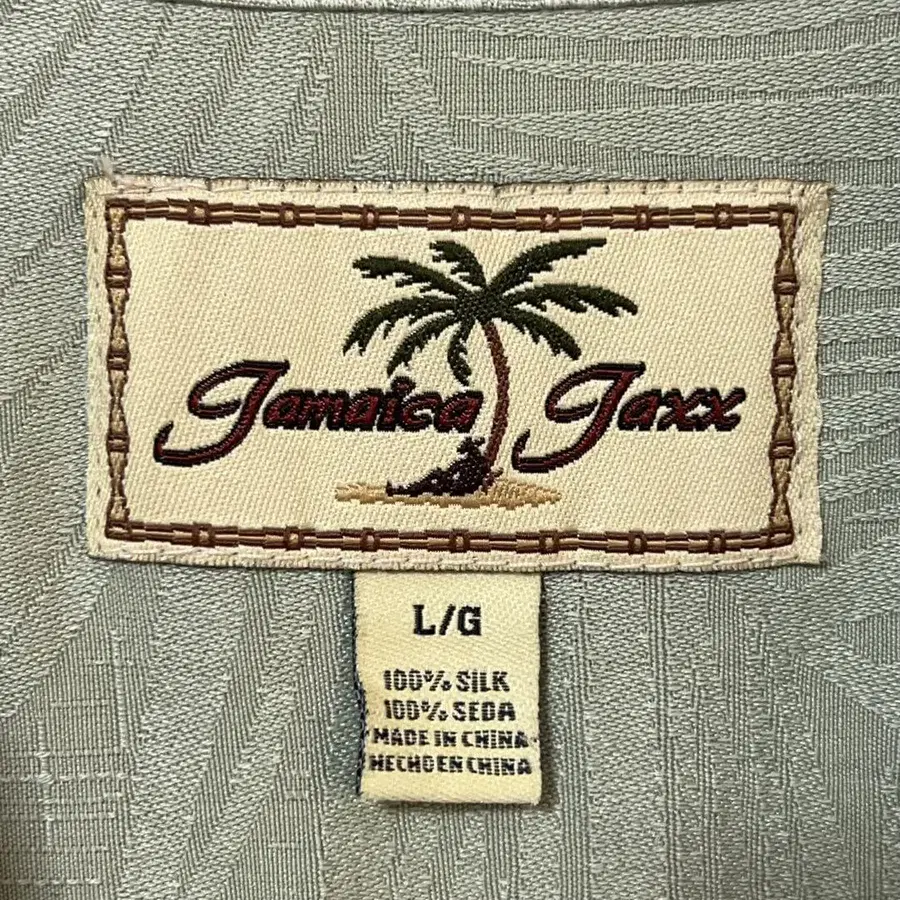 Jamaica Jaxx
L/G
100% SILK
100% SEDA
MADE IN CHINA
HECHO EN CHINA